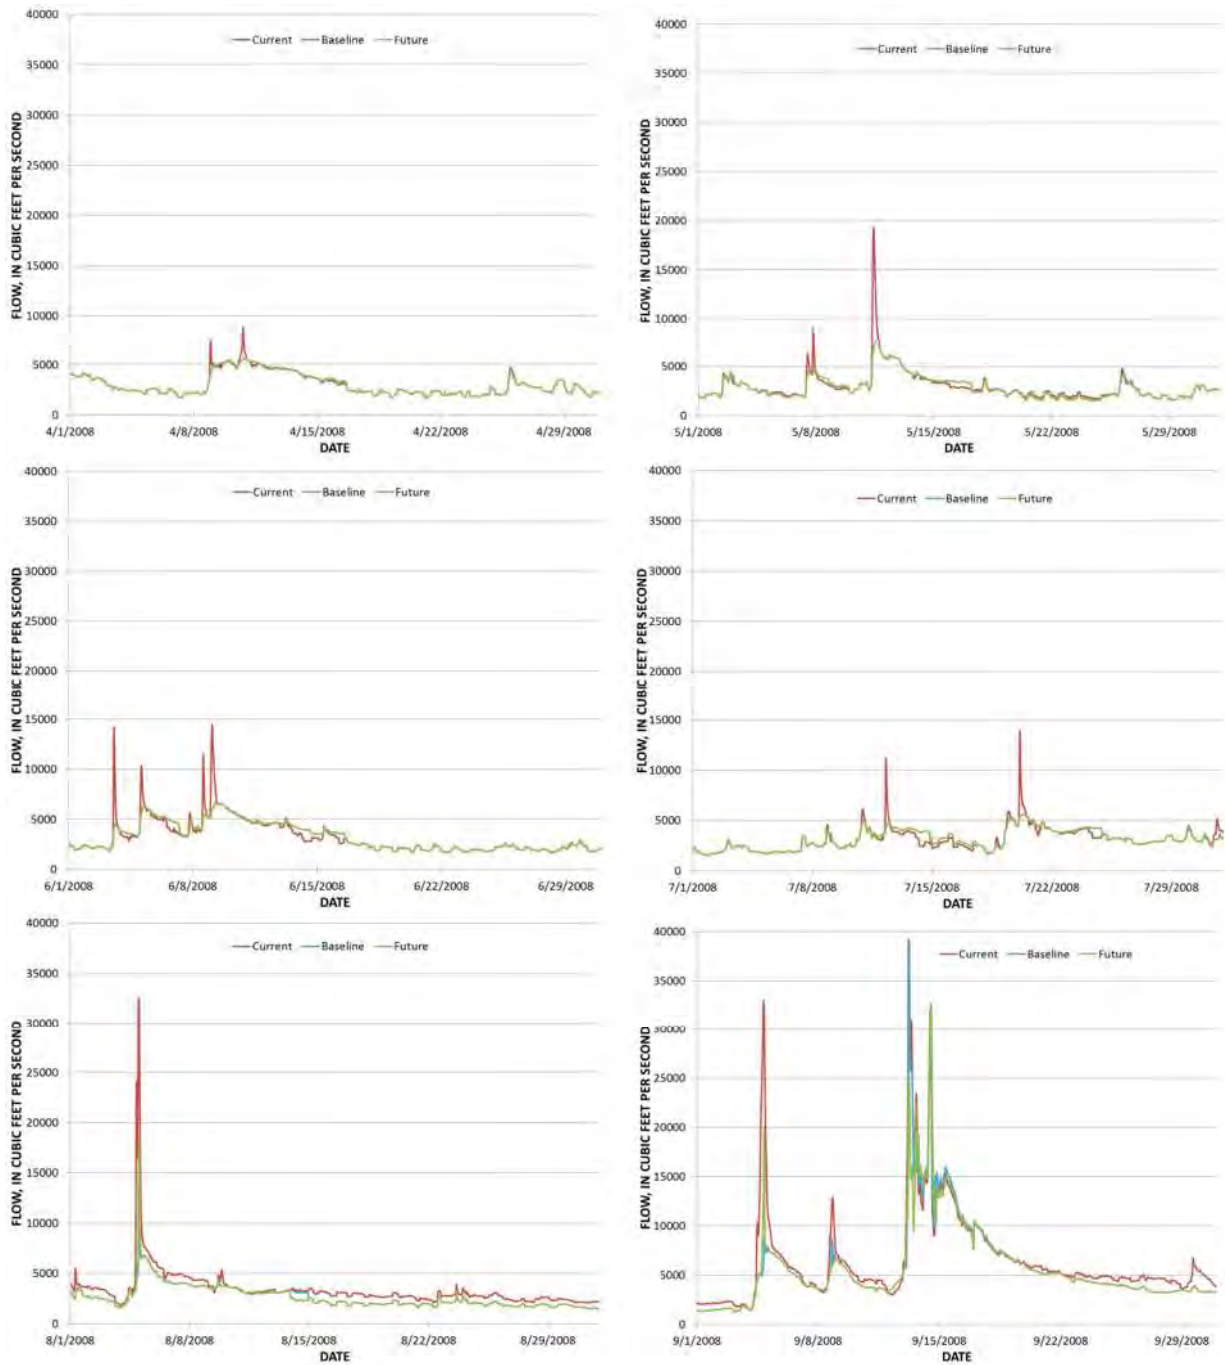 40000
Current Baseline Future
35000
30000
25000
20000
15000
10000
5000
0
FLOW, IN CUBIC FEET PER SECOND
4/1/2008 4/8/2008 4/15/2008 4/22/2008 4/29/2008
DATE
40000
Current Baseline Future
35000
30000
25000
20000
15000
10000
5000
0
FLOW, IN CUBIC FEET PER SECOND
5/1/2008 5/8/2008 5/15/2008 5/22/2008 5/29/2008
DATE
40000
Current Baseline Future
35000
30000
25000
20000
15000
10000
5000
0
FLOW, IN CUBIC FEET PER SECOND
6/1/2008 6/8/2008 6/15/2008 6/22/2008 6/29/2008
DATE
40000
Current Baseline Future
35000
30000
25000
20000
15000
10000
5000
0
FLOW, IN CUBIC FEET PER SECOND
7/1/2008 7/8/2008 7/15/2008 7/22/2008 7/29/2008
DATE
40000
Current Baseline Future
35000
30000
25000
20000
15000
10000
5000
0
FLOW, IN CUBIC FEET PER SECOND
8/1/2008 8/8/2008 8/15/2008 8/22/2008 8/29/2008
DATE
40000
Current Baseline Future
35000
30000
25000
20000
15000
10000
5000
0
FLOW, IN CUBIC FEET PER SECOND
9/1/2008 9/8/2008 9/15/2008 9/22/2008 9/29/2008
DATE